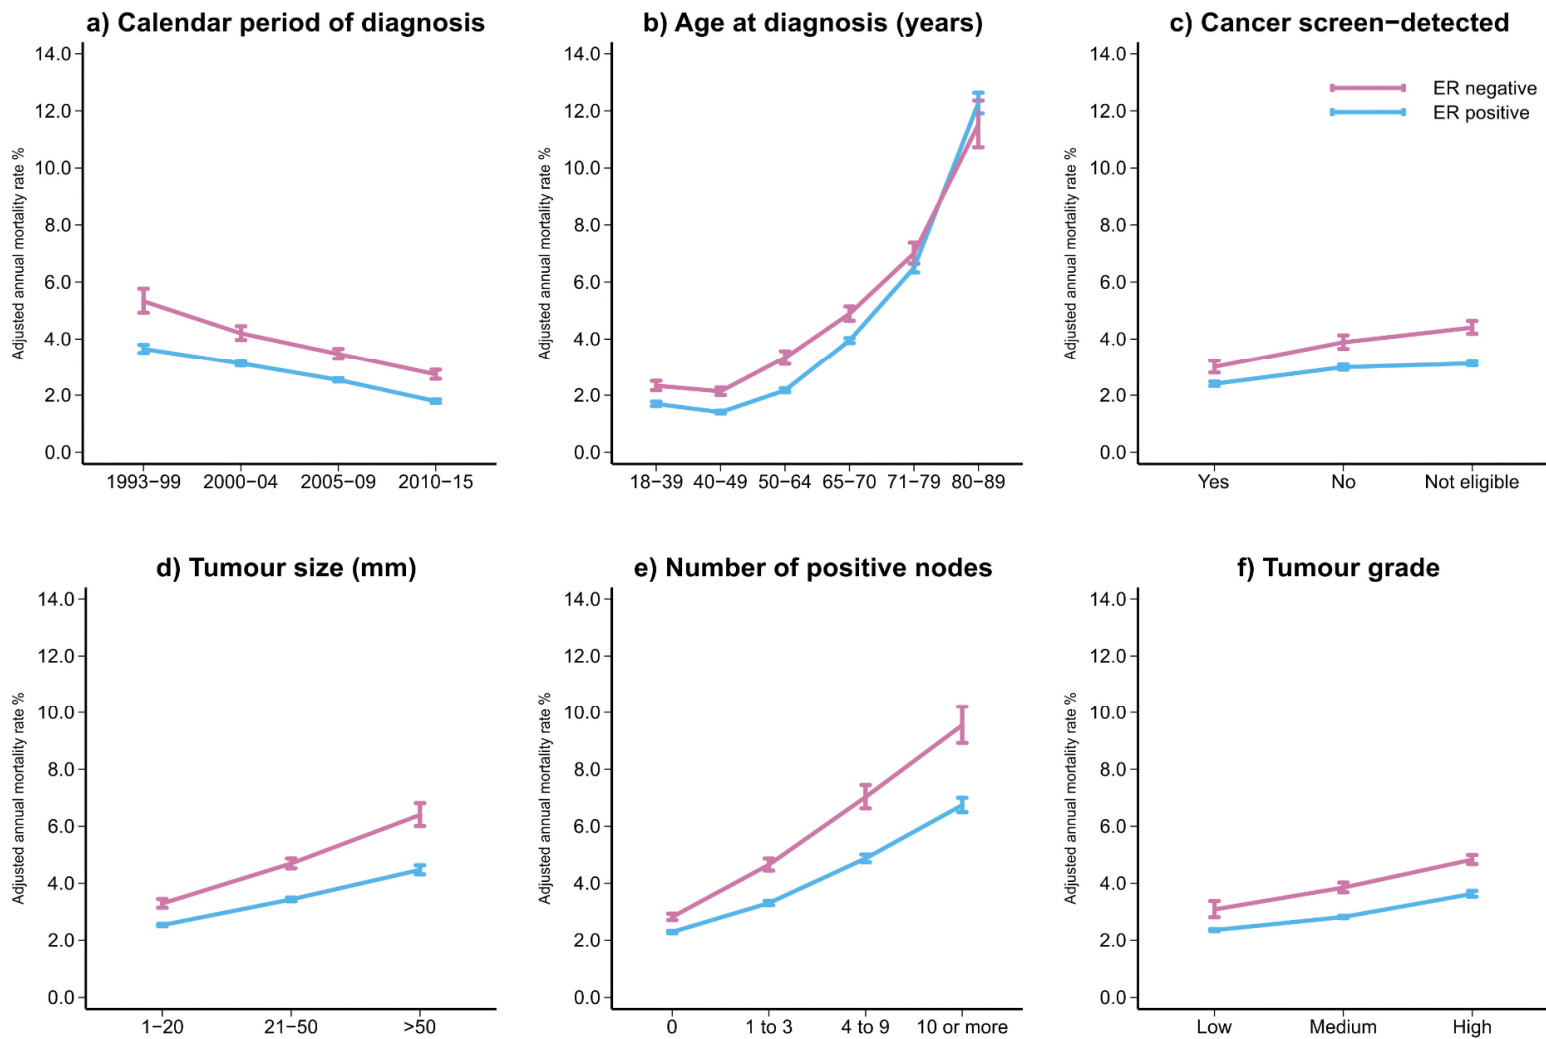 a) Calendar period of diagnosis
Adjusted annual mortality rate %
14.0
12.0
10.0
8.0
6.0
4.0
2.0
0.0
1993−99 2000−04 2005−09 2010−15
b) Age at diagnosis (years)
Adjusted annual mortality rate %
14.0
12.0
10.0
8.0
6.0
4.0
2.0
0.0
18−39 40−49 50−64 65−70 71−79 80−89
c) Cancer screen−detected
ER negative
ER positive
Adjusted annual mortality rate %
14.0
12.0
10.0
8.0
6.0
4.0
2.0
0.0
Yes No Not eligible
d) Tumour size (mm)
Adjusted annual mortality rate %
14.0
12.0
10.0
8.0
6.0
4.0
2.0
0.0
1−20 21−50 >50
e) Number of positive nodes
Adjusted annual mortality rate %
14.0
12.0
10.0
8.0
6.0
4.0
2.0
0.0
0 1 to 3 4 to 9 10 or more
f) Tumour grade
Adjusted annual mortality rate %
14.0
12.0
10.0
8.0
6.0
4.0
2.0
0.0
Low Medium High